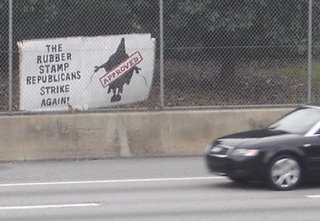 THE
RUBBER
STAMP
REPUBLICANS
STRIKE
AGAIN!
APPROVED